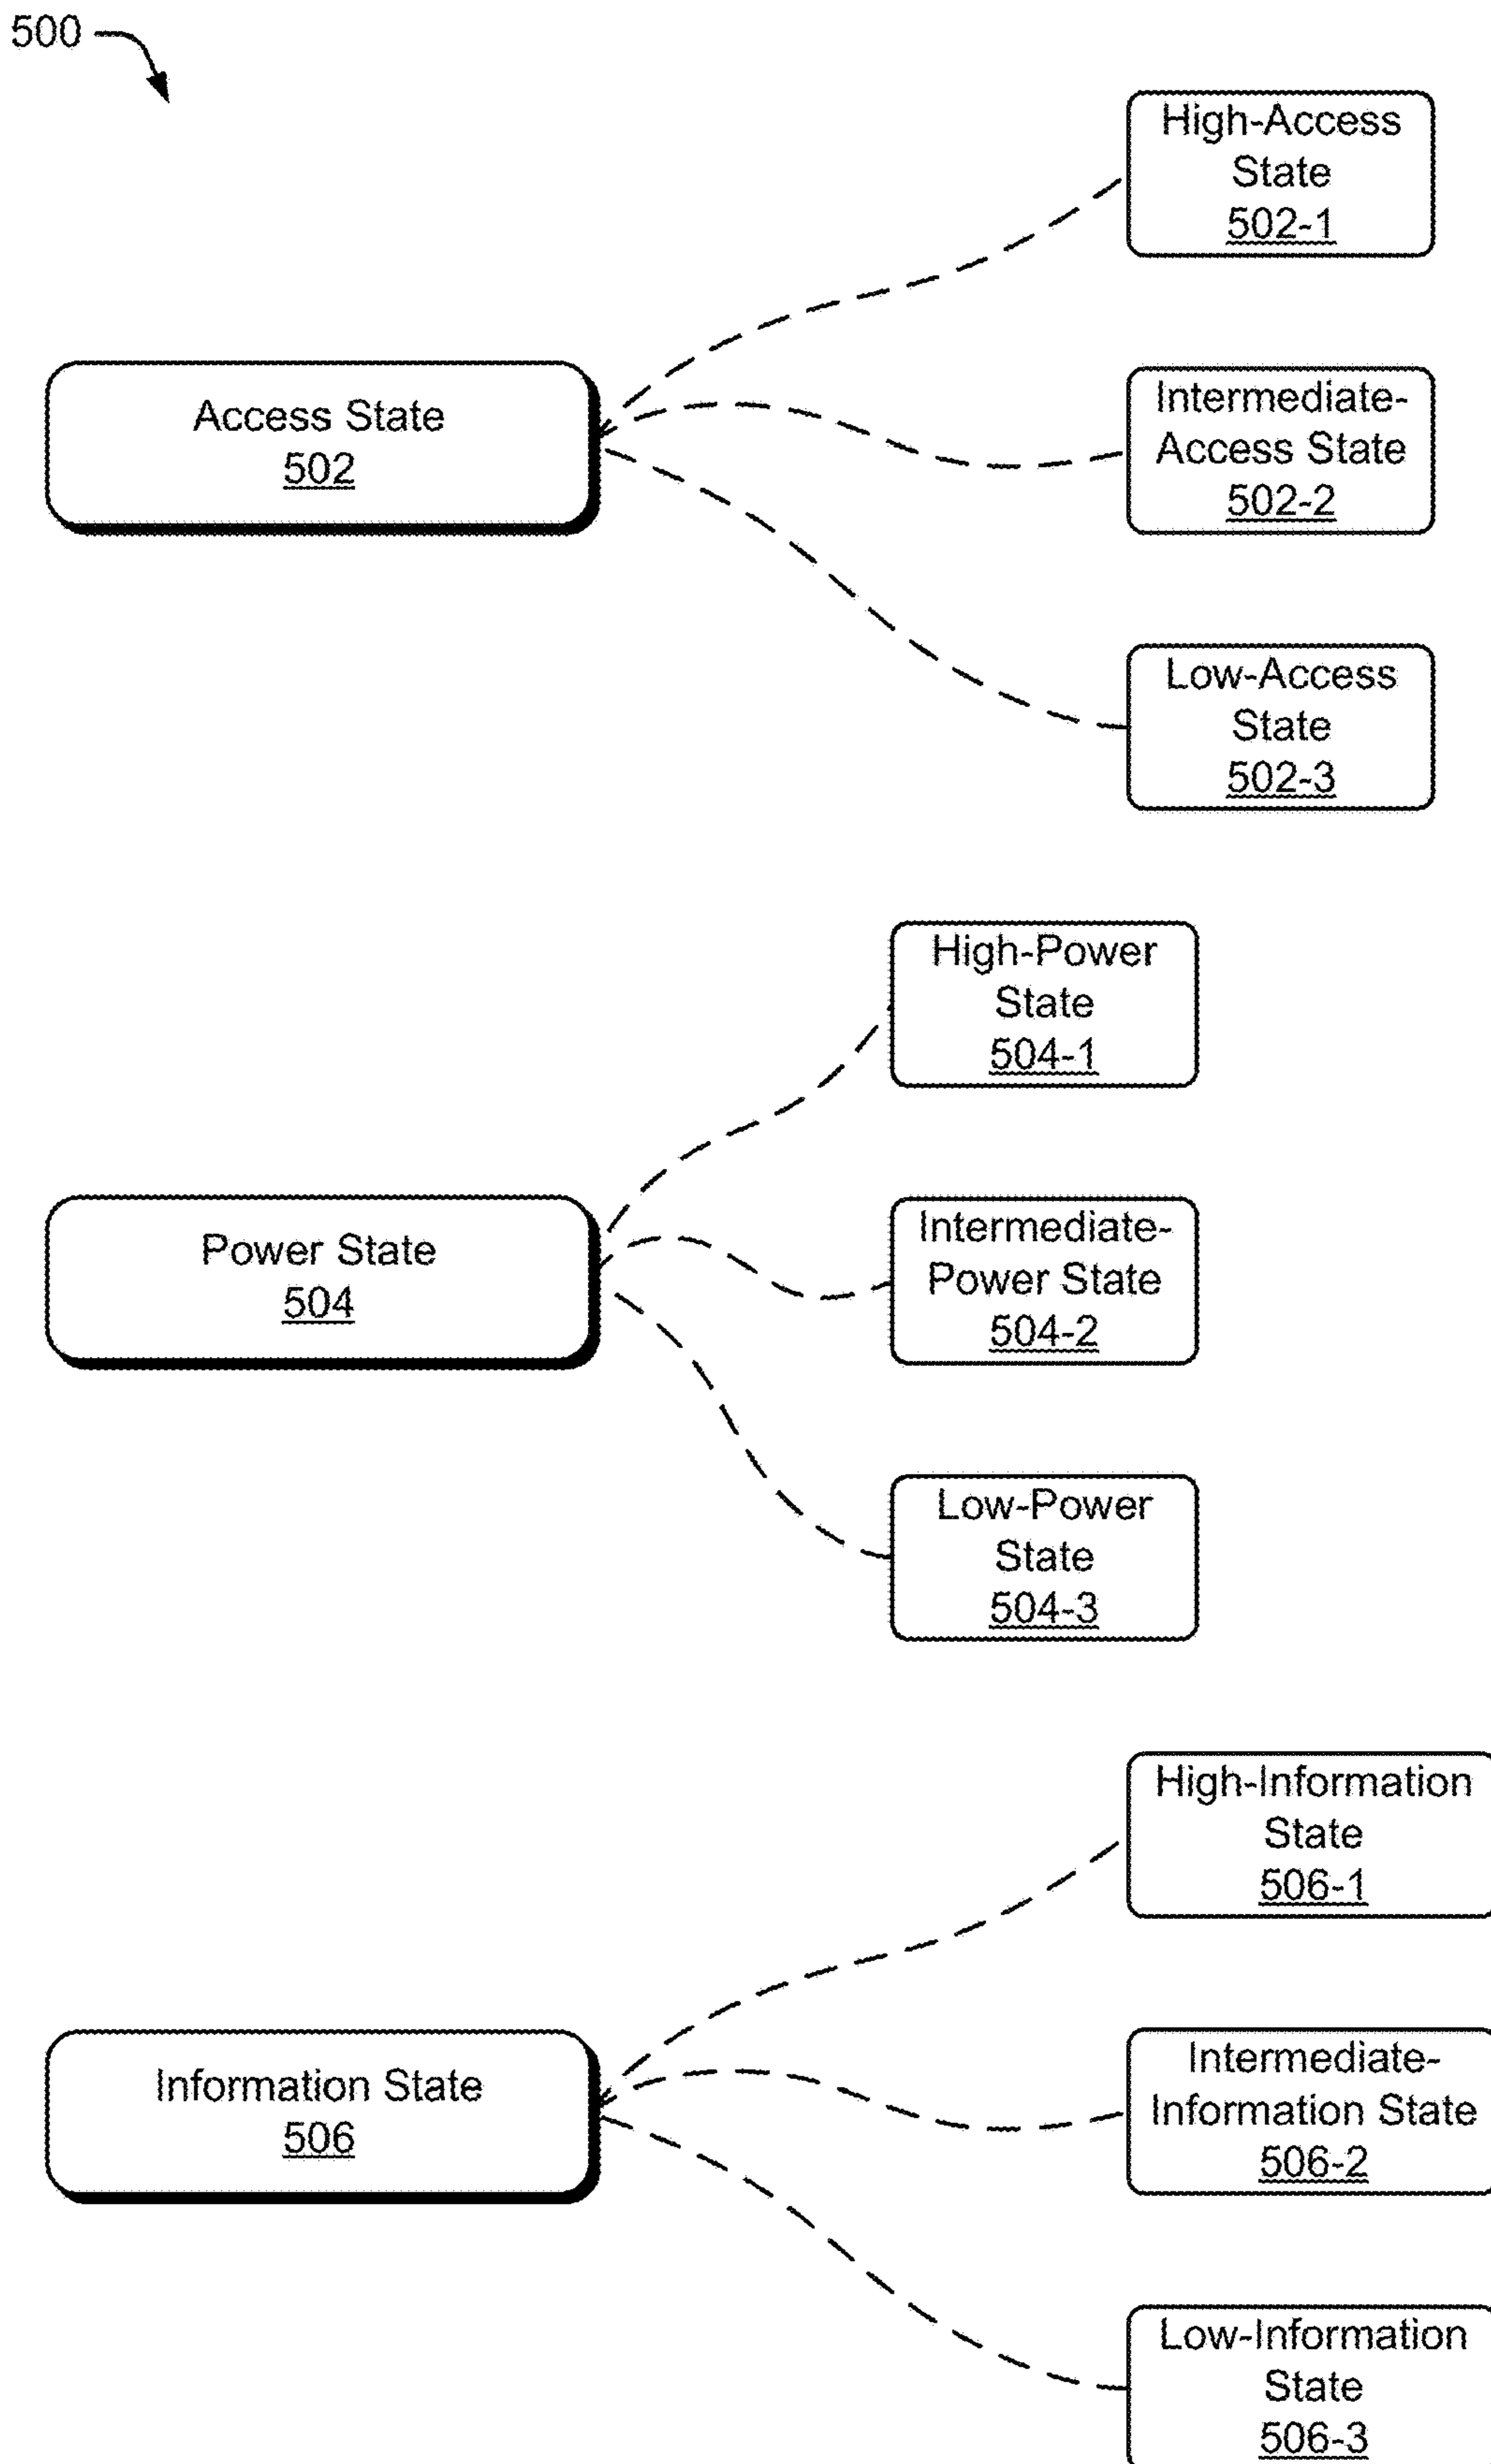 500
High-Access
State
502-1
Access State
502
Intermediate-
Access State
502-2
Low-Access
State
502-3
High-Power
State
504-1
Power State
504
Intermediate-
Power State
504-2
Low-Power
State
504-3
High-Information
State
506-1
Information State
506
Intermediate-
Information State
506-2
Low-Information
State
506-3